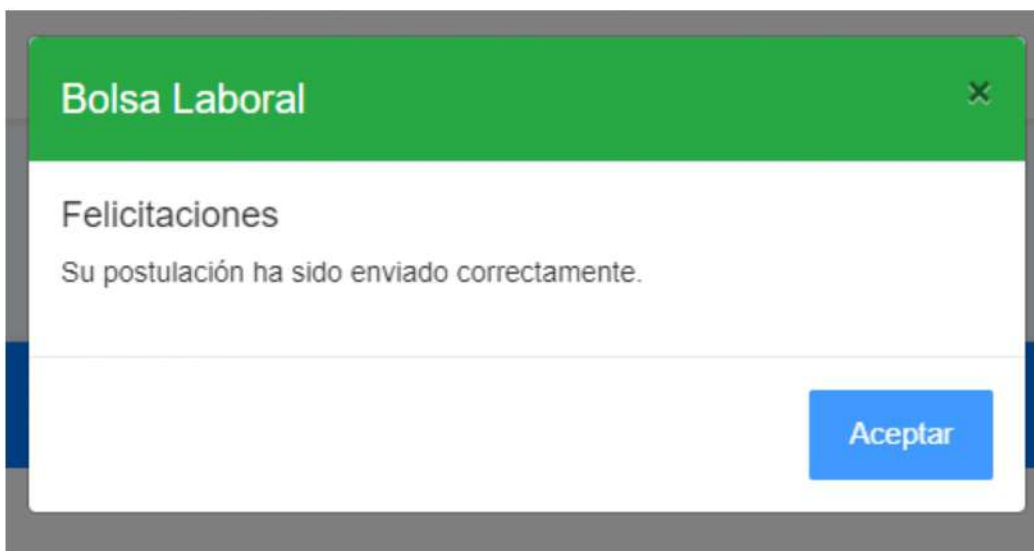 Bolsa Laboral
×
Felicitaciones
Su postulación ha sido enviado correctamente.
Aceptar